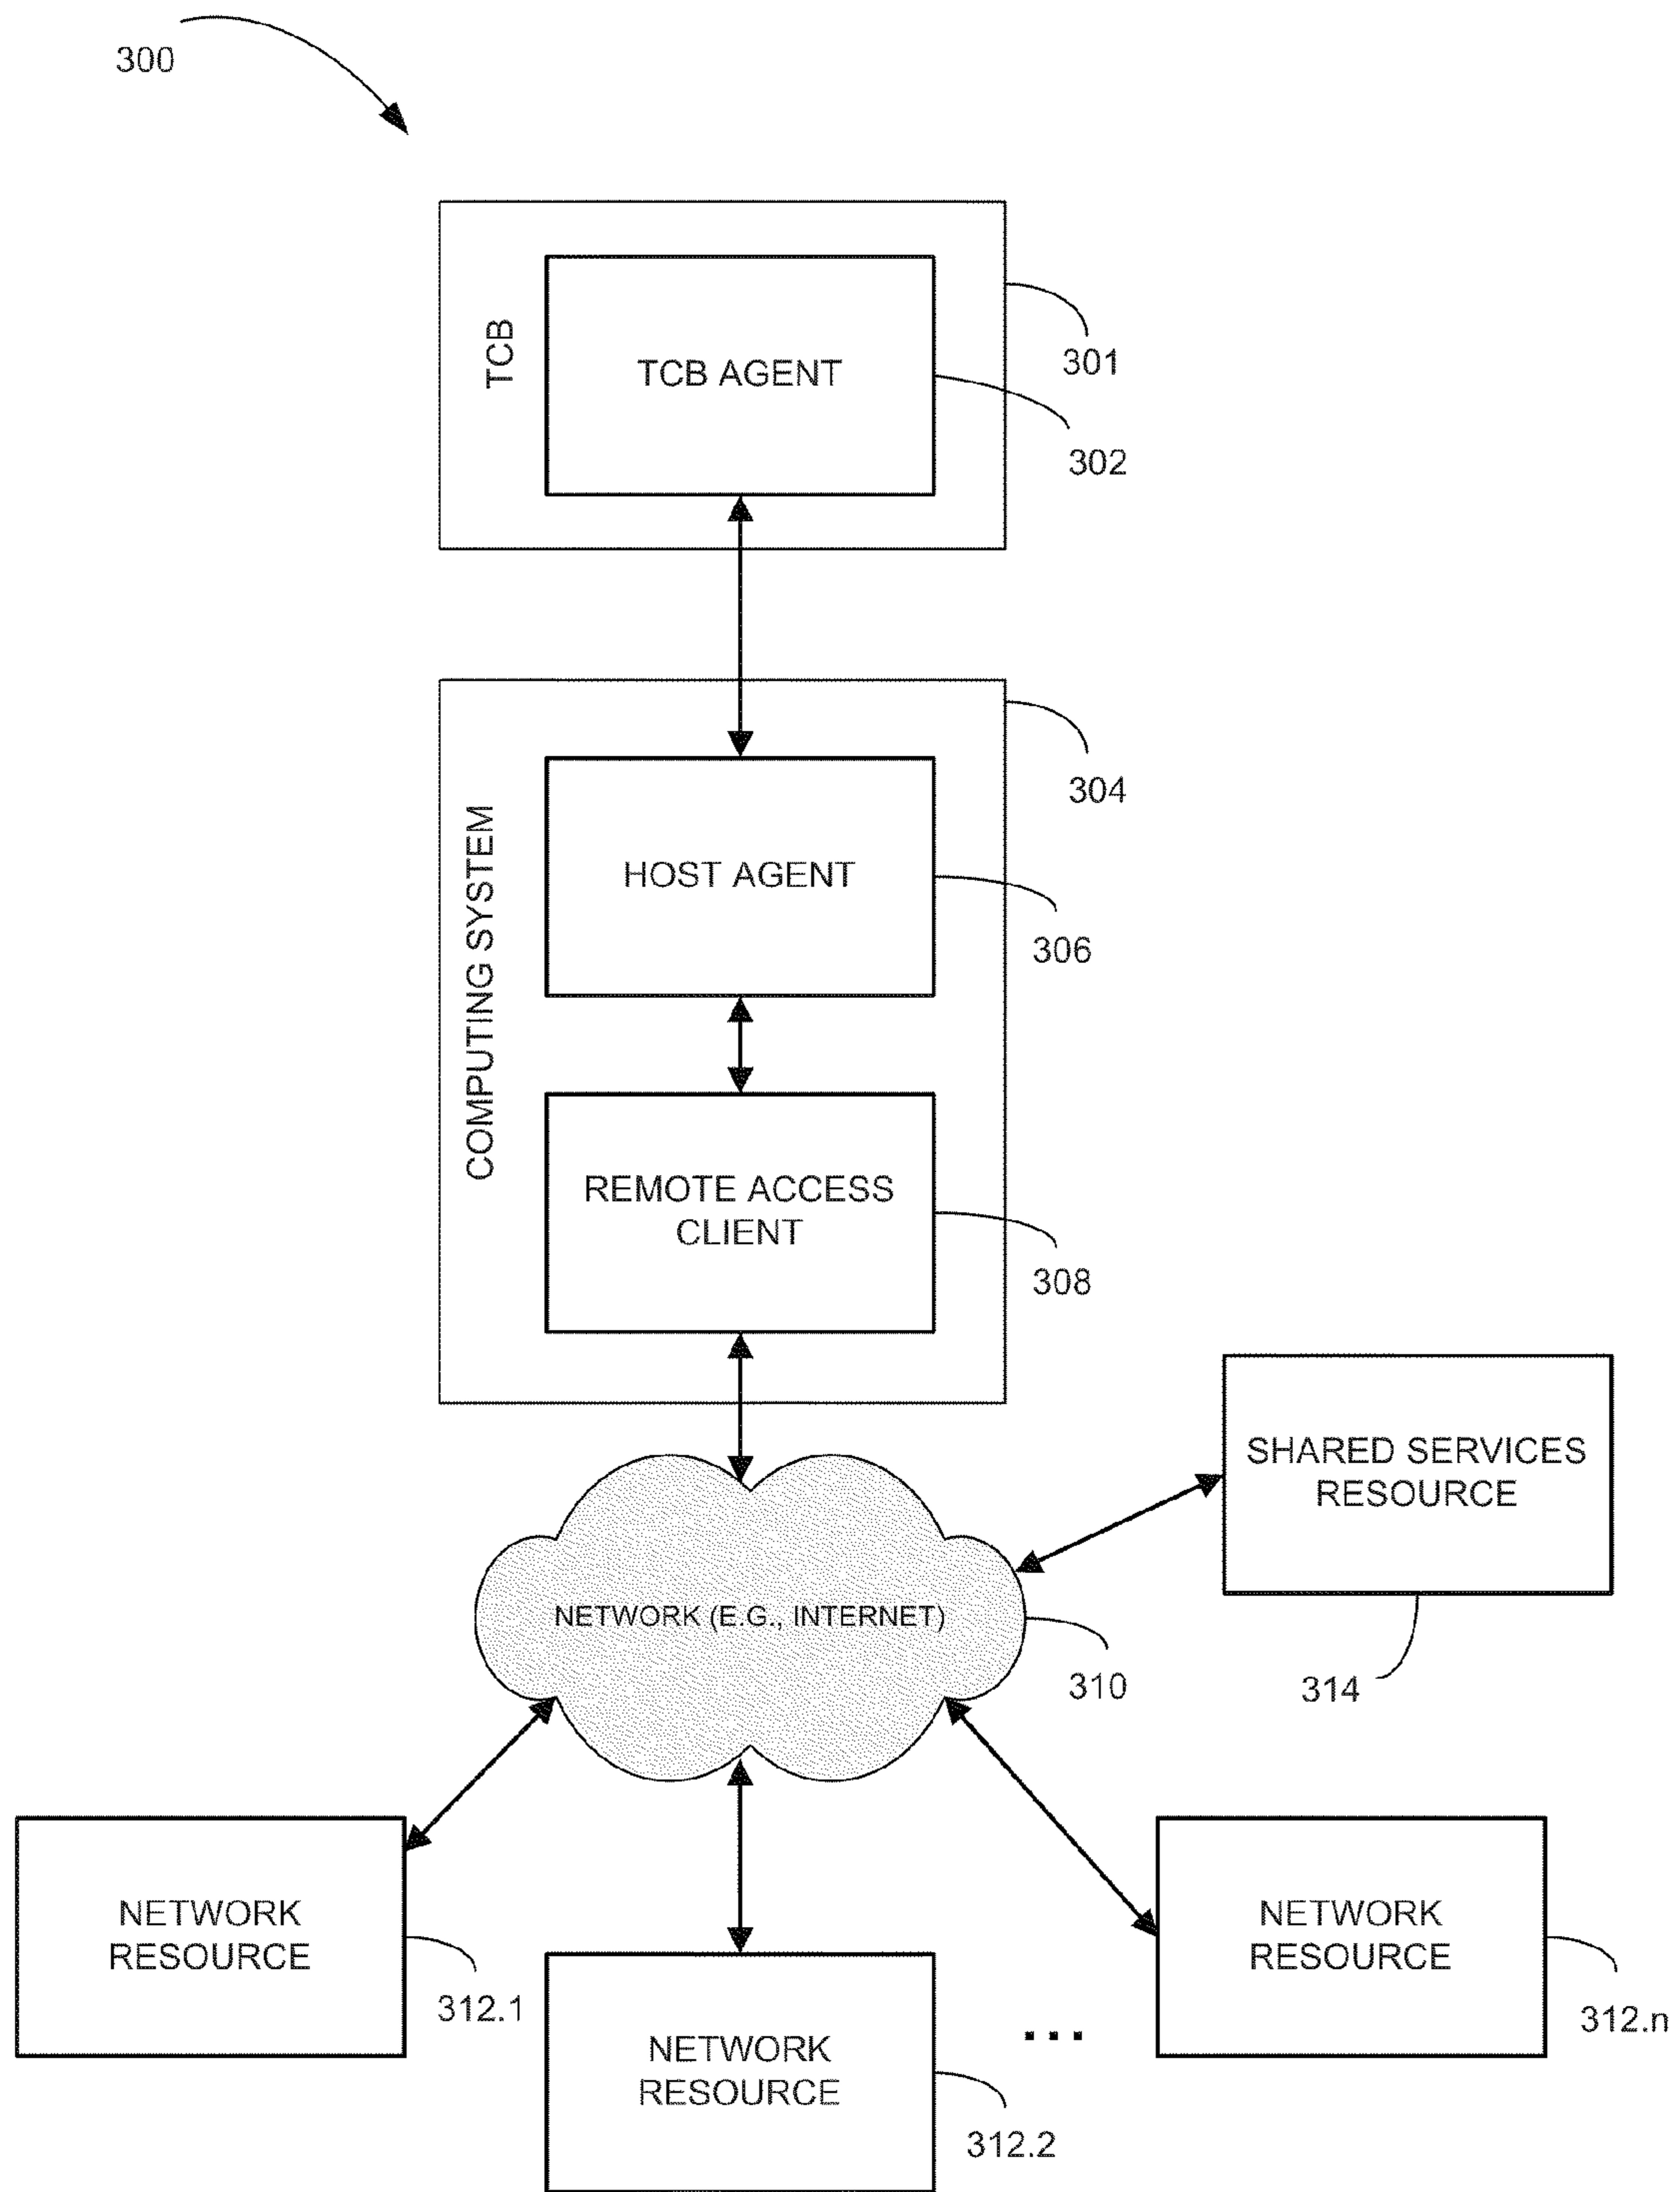 300
TCB
TCB AGENT
301
302
COMPUTING SYSTEM
304
HOST AGENT
306
REMOTE ACCESS
CLIENT
308
SHARED SERVICES
RESOURCE
314
NETWORK (E.G., INTERNET)
310
NETWORK
RESOURCE
312.1
NETWORK
RESOURCE
312.2
...
NETWORK
RESOURCE
312.n